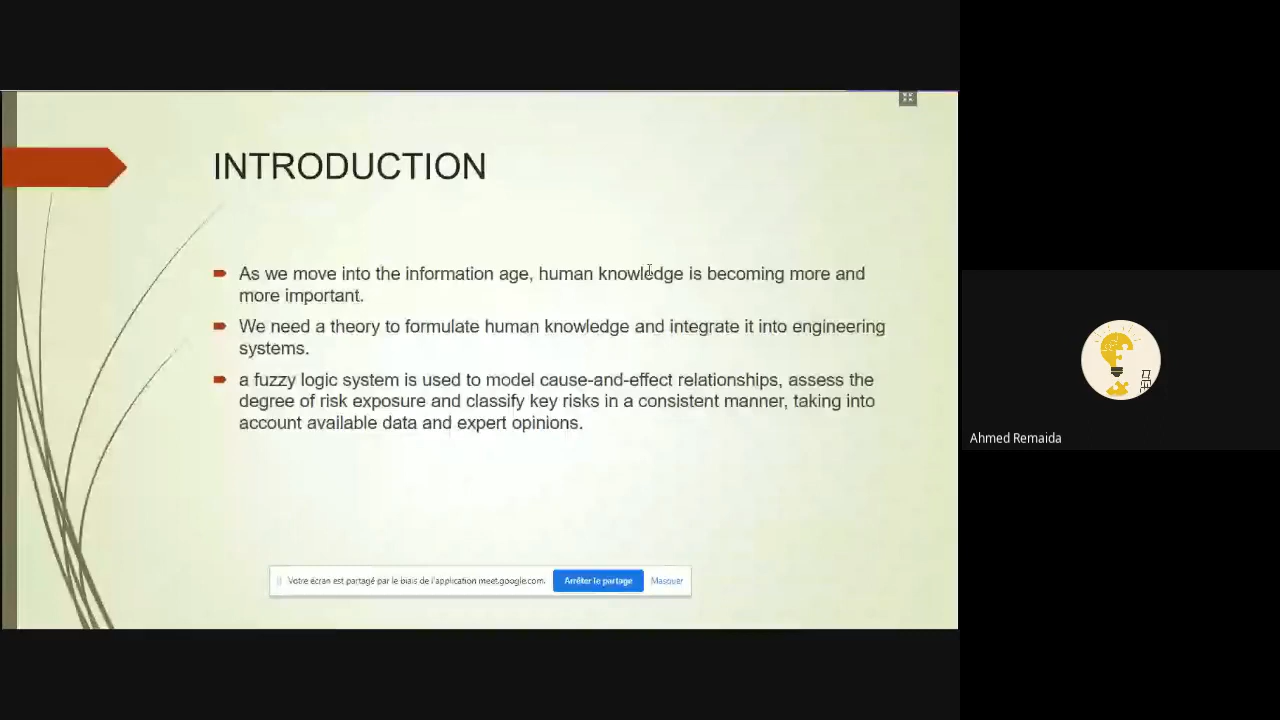 INTRODUCTION
As we move into the information age, human knowledge is becoming more and
more important.
We need a theory to formulate human knowledge and integrate it into engineering
systems.
a fuzzy logic system is used to model cause-and-effect relationships, assess the
degree of risk exposure and classify key risks in a consistent manner, taking into
account available data and expert opinions.
Votre écran est partagé par le biais de l'application meet.google.com. Arrêter le partage Masquer
Ahmed Remaida